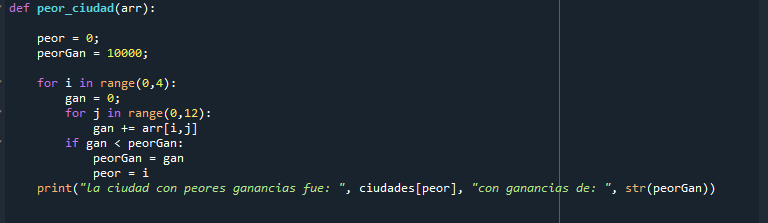 def peor_ciudad(arr):
peor = 0;
peorGan = 10000;
for i in range(0,4):
gan = 0;
for j in range(0,12):
gan += arr[i,j]
if gan < peorGan:
peorGan = gan
peor = i
print("la ciudad con peores ganancias fue: ", ciudades[peor], "con ganancias de: ", str(peorGan))